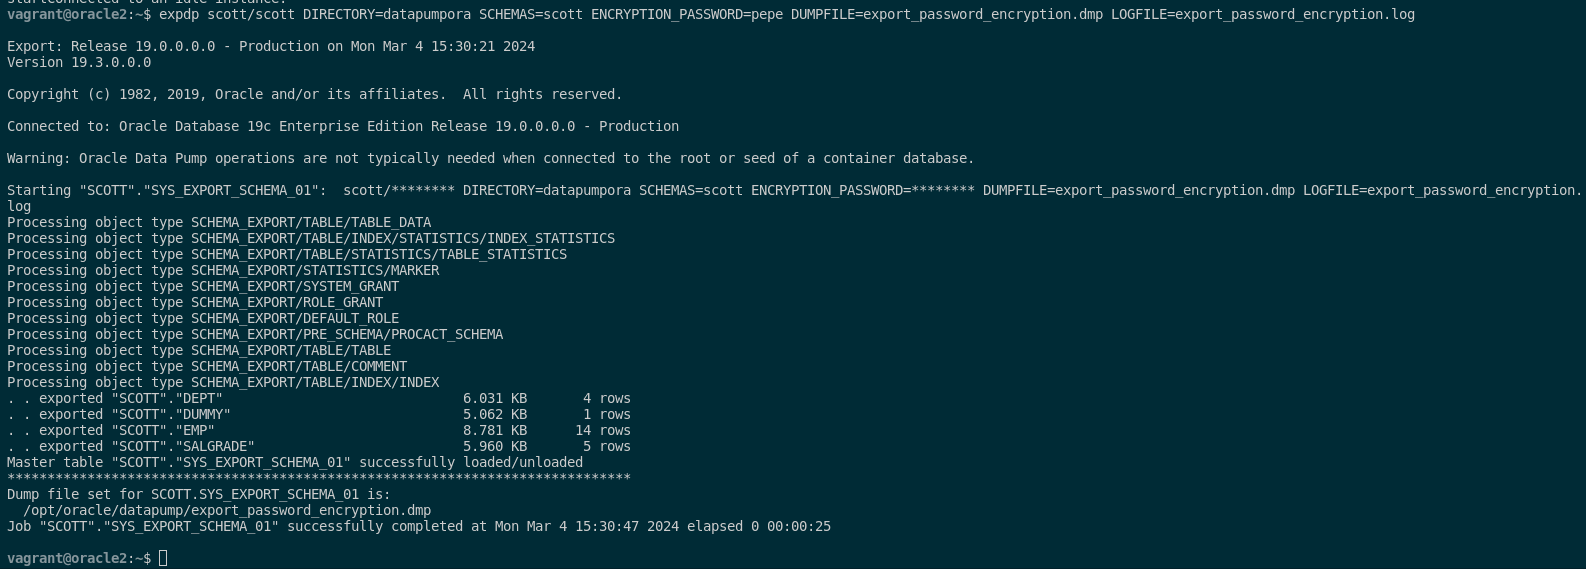 startconnected to an idle instance.
vagrant@oracle2:~$ expdp scott/scott DIRECTORY=datapumpora SCHEMAS=scott ENCRYPTION_PASSWORD=pepe DUMPFILE=export_password_encryption.dmp LOGFILE=export_password_encryption.log

Export: Release 19.0.0.0.0 - Production on Mon Mar 4 15:30:21 2024
Version 19.3.0.0.0

Copyright (c) 1982, 2019, Oracle and/or its affiliates.  All rights reserved.

Connected to: Oracle Database 19c Enterprise Edition Release 19.0.0.0.0 - Production

Warning: Oracle Data Pump operations are not typically needed when connected to the root or seed of a container database.

Starting "SCOTT"."SYS_EXPORT_SCHEMA_01":  scott/******** DIRECTORY=datapumpora SCHEMAS=scott ENCRYPTION_PASSWORD=******** DUMPFILE=export_password_encryption.dmp LOGFILE=export_password_encryption.
log
Processing object type SCHEMA_EXPORT/TABLE/TABLE_DATA
Processing object type SCHEMA_EXPORT/TABLE/INDEX/STATISTICS/INDEX_STATISTICS
Processing object type SCHEMA_EXPORT/TABLE/STATISTICS/TABLE_STATISTICS
Processing object type SCHEMA_EXPORT/STATISTICS/MARKER
Processing object type SCHEMA_EXPORT/SYSTEM_GRANT
Processing object type SCHEMA_EXPORT/ROLE_GRANT
Processing object type SCHEMA_EXPORT/DEFAULT_ROLE
Processing object type SCHEMA_EXPORT/PRE_SCHEMA/PROCACT_SCHEMA
Processing object type SCHEMA_EXPORT/TABLE/TABLE
Processing object type SCHEMA_EXPORT/TABLE/COMMENT
Processing object type SCHEMA_EXPORT/TABLE/INDEX/INDEX
. . exported "SCOTT"."DEPT"                              6.031 KB       4 rows
. . exported "SCOTT"."DUMMY"                             5.062 KB       1 rows
. . exported "SCOTT"."EMP"                               8.781 KB      14 rows
. . exported "SCOTT"."SALGRADE"                          5.960 KB       5 rows
Master table "SCOTT"."SYS_EXPORT_SCHEMA_01" successfully loaded/unloaded
******************************************************************************
Dump file set for SCOTT.SYS_EXPORT_SCHEMA_01 is:
  /opt/oracle/datapump/export_password_encryption.dmp
Job "SCOTT"."SYS_EXPORT_SCHEMA_01" successfully completed at Mon Mar 4 15:30:47 2024 elapsed 0 00:00:25

vagrant@oracle2:~$